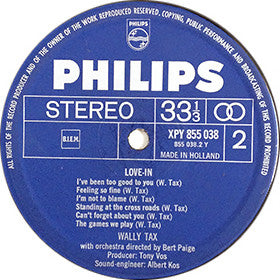 ALL RIGHTS OF THE RECORD PRODUCER AND OF THE OWNER OF THE WORK REPRODUCED RESERVED. COPYING, PUBLIC PERFORMANCE AND BROADCASTING OF THIS RECORD PROHIBITED
PHILIPS
PHILIPS
STEREO
33 1/3
B.I.E.M.
XPY 855 038
855 038.2 Y
MADE IN HOLLAND
2
LOVE-IN
I've been too good to you (W. Tax)
Feeling so fine (W. Tax)
I'm not to blame (W. Tax)
Standing at the cross roads (W. Tax)
Can't forget about you (W. Tax)
The games we play (W. Tax)
WALLY TAX
with orchestra directed by Bert Paige
Producer: Tony Vos
Sound-engineer: Albert Kos